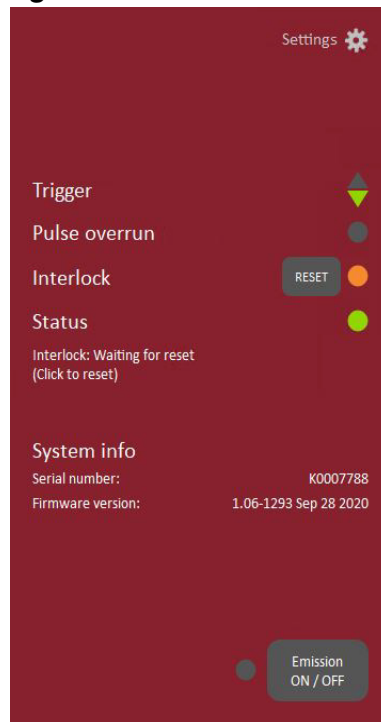 Settings
Trigger
Pulse overrun
Interlock
RESET
Status
Interlock: Waiting for reset
(Click to reset)
System info
Serial number: K0007788
Firmware version: 1.06-1293 Sep 28 2020
Emission
ON / OFF